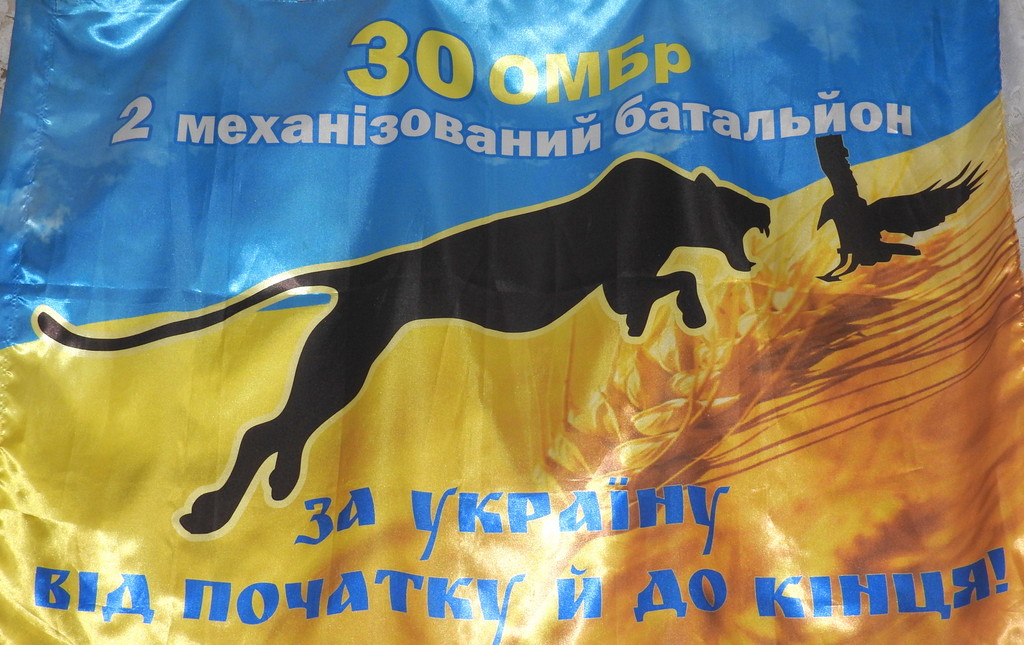 30 ОМБр
2 механізований батальйон
за україну
від початку й до кінця!